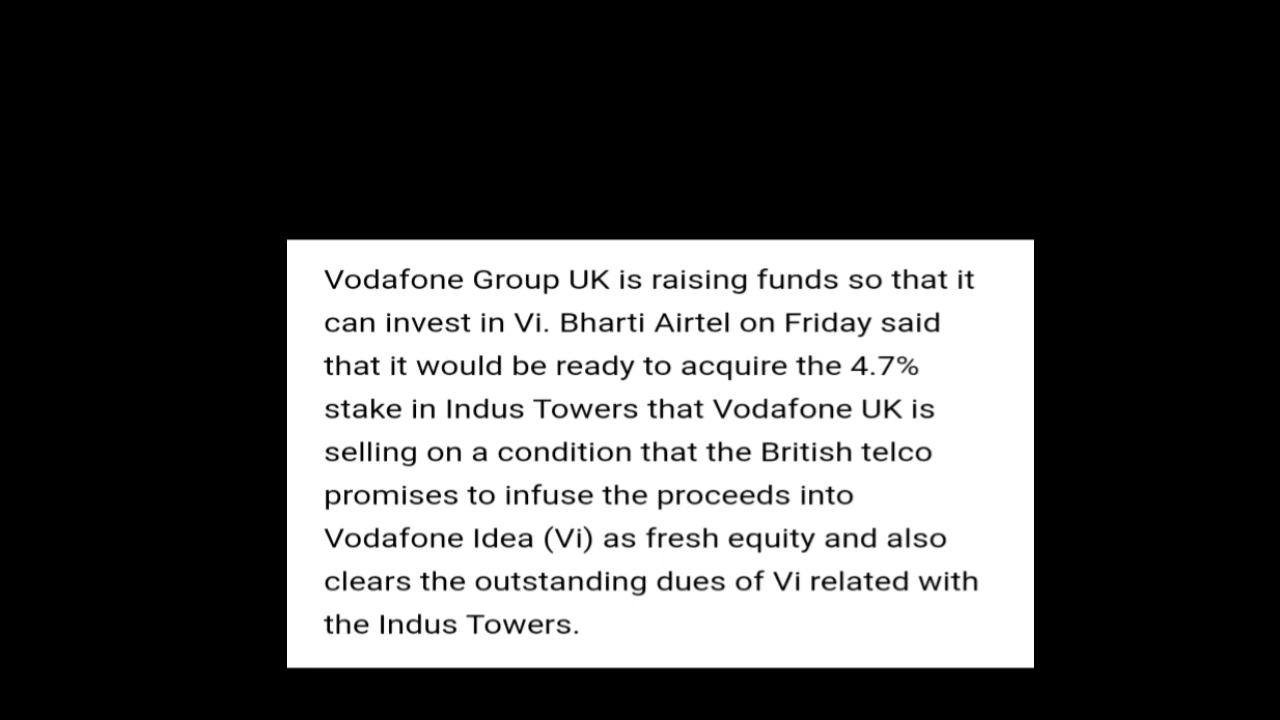 Vodafone Group UK is raising funds so that it
can invest in Vi. Bharti Airtel on Friday said
that it would be ready to acquire the 4.7%
stake in Indus Towers that Vodafone UK is
selling on a condition that the British telco
promises to infuse the proceeds into
Vodafone Idea (Vi) as fresh equity and also
clears the outstanding dues of Vi related with
the Indus Towers.